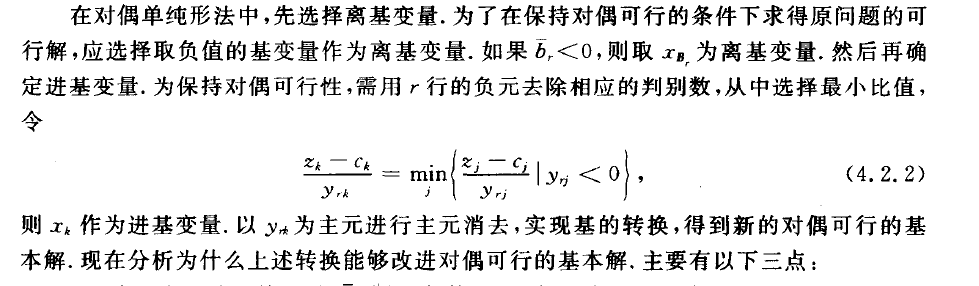 在对偶单纯形法中,先选择离基变量.为了在保持对偶可行的条件下求得原问题的可
行解,应选择取负值的基变量作为离基变量.如果 b̄ᵣ<0,则取 x_{B_r} 为离基变量.然后再确
定进基变量.为保持对偶可行性,需用 r 行的负元去除相应的判别数,从中选择最小比值,
令
\frac{z_k - c_k}{y_{rk}} = \min_j \left\{ \frac{z_j - c_j}{y_{rj}} \mid y_{rj} < 0 \right\}, (4.2.2)
则 x_k 作为进基变量.以 y_{rk} 为主元进行主元消去,实现基的转换,得到新的对偶可行的基
本解.现在分析为什么上述转换能够改进对偶可行的基本解.主要有以下三点: